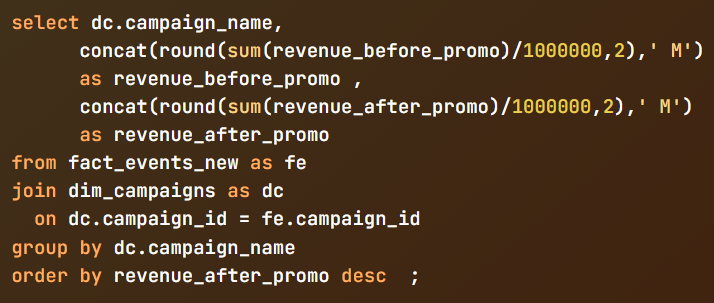 select dc.campaign_name,
      concat(round(sum(revenue_before_promo)/1000000,2),' M')
      as revenue_before_promo ,
      concat(round(sum(revenue_after_promo)/1000000,2),' M')
      as revenue_after_promo
from fact_events_new as fe
join dim_campaigns as dc
  on dc.campaign_id = fe.campaign_id
group by dc.campaign_name
order by revenue_after_promo desc  ;